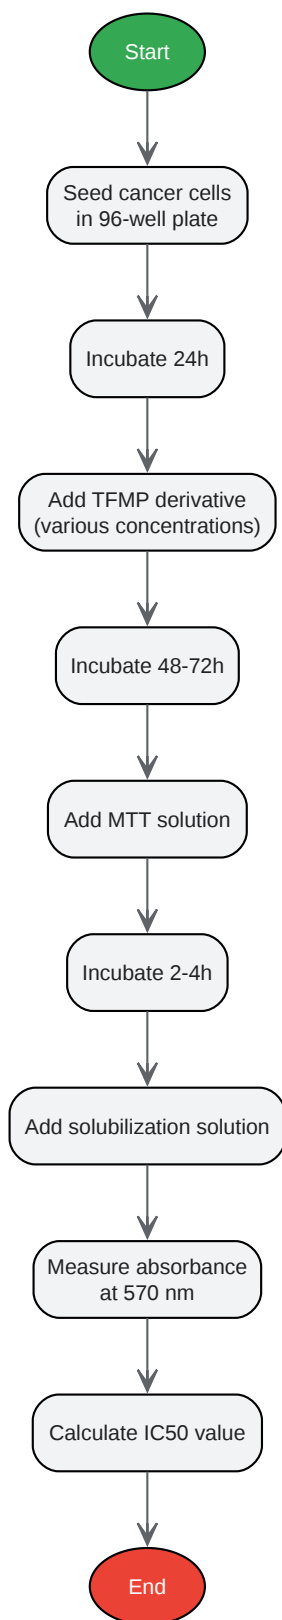 Start
Seed cancer cells
in 96-well plate
Incubate 24h
Add TFMP derivative
(various concentrations)
Incubate 48-72h
Add MTT solution
Incubate 2-4h
Add solubilization solution
Measure absorbance
at 570 nm
Calculate IC50 value
End